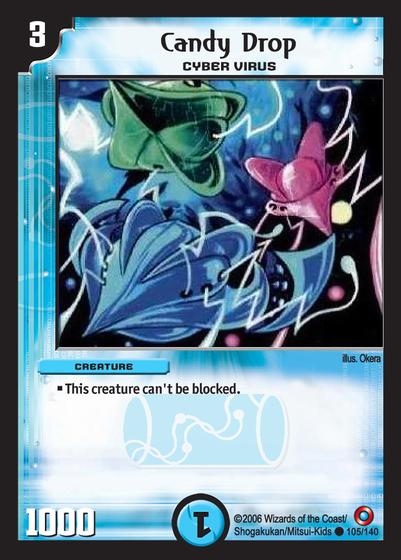 3
Candy Drop
CYBER VIRUS
illus. Okera
CREATURE
▪ This creature can't be blocked.
1000
©2006 Wizards of the Coast/
Shogakukan/Mitsui-Kids ● 105/140